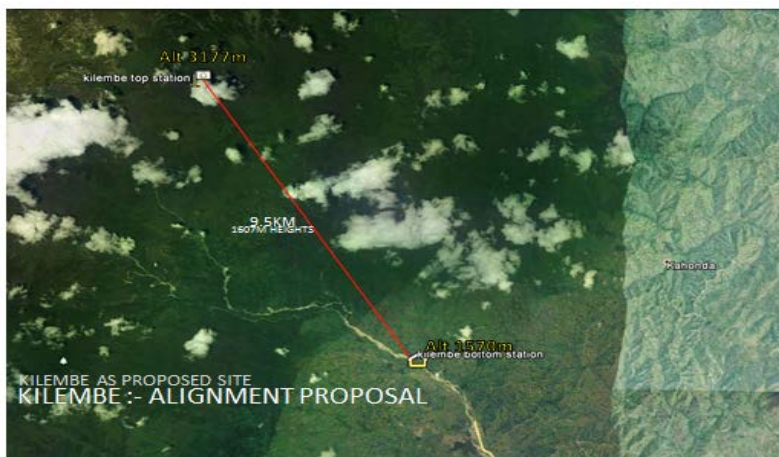 Alt 3177m
kilembe top station
9.5KM
1607M HEIGHTS
Kahonda
Alt 1570m
kilembe bottom station
KILEMBE AS PROPOSED SITE
KILEMBE :- ALIGNMENT PROPOSAL